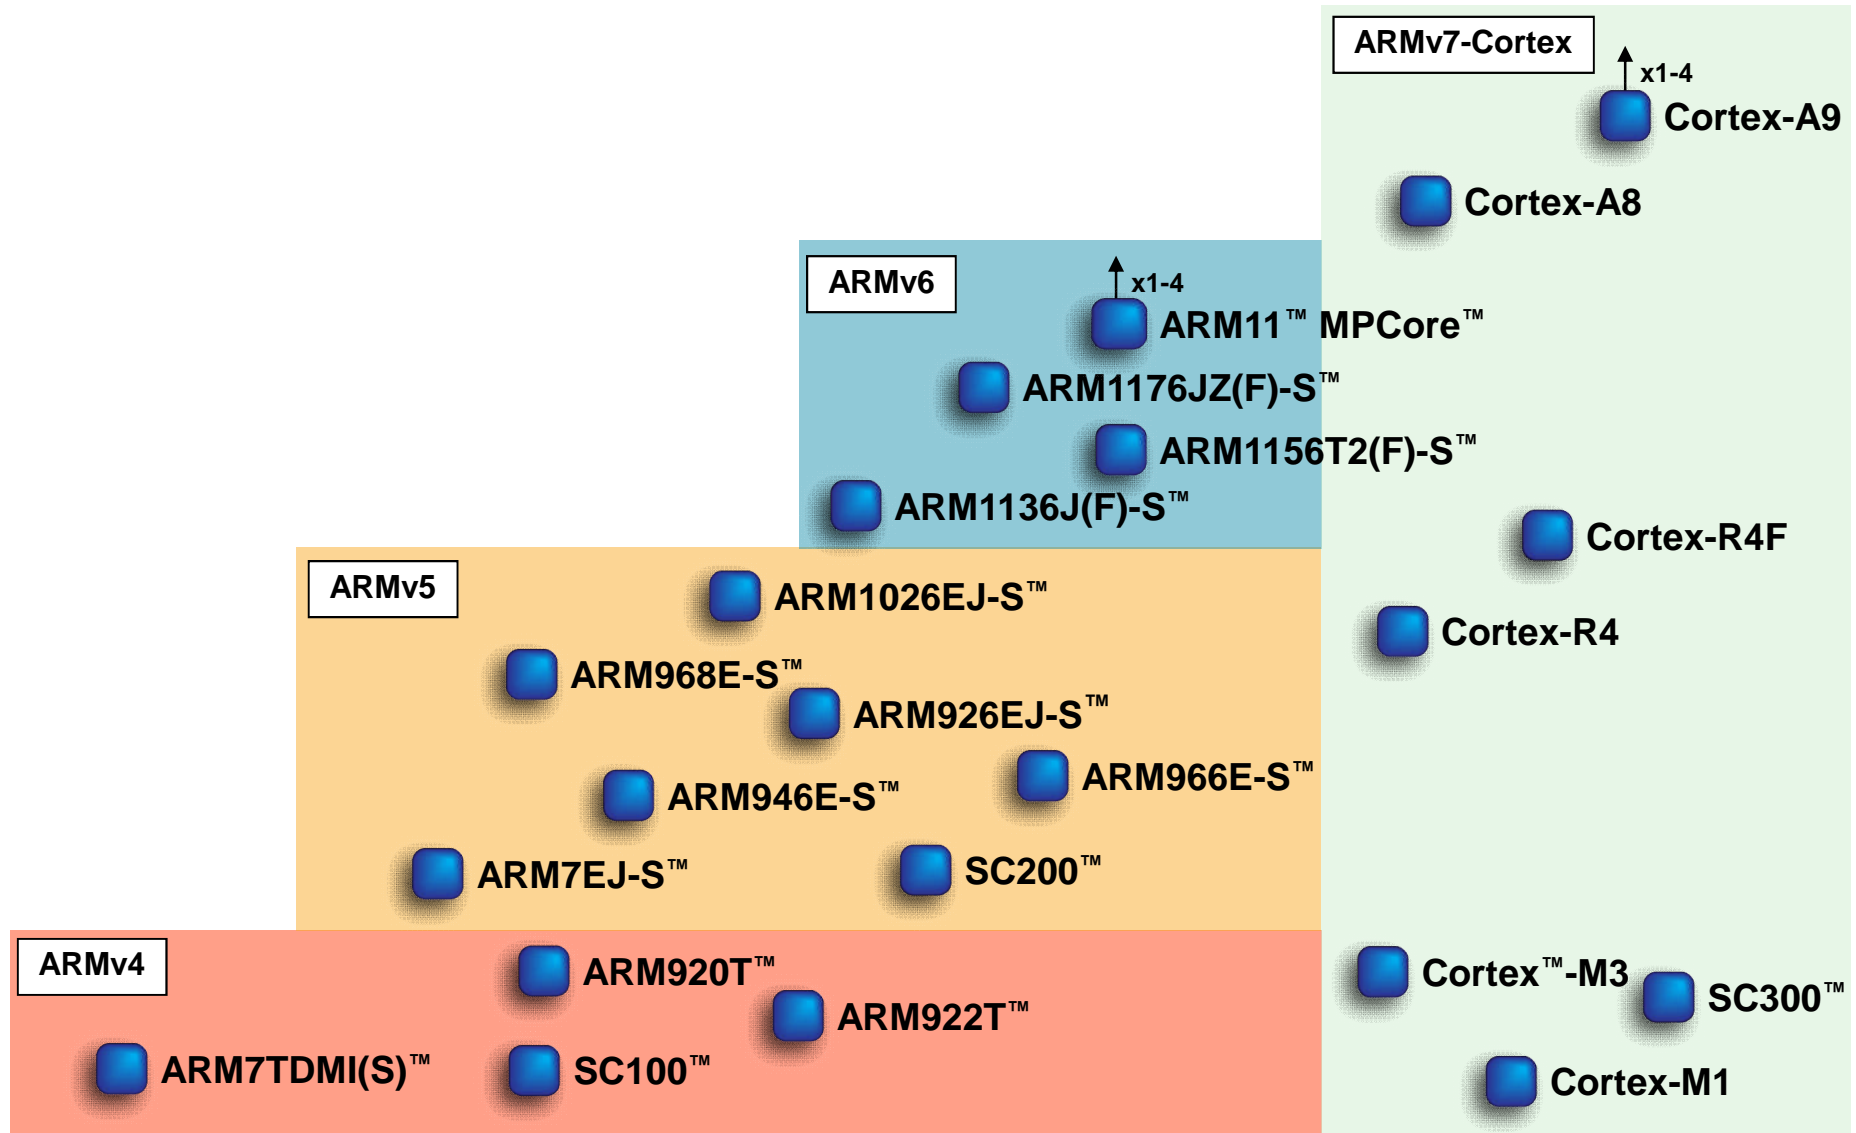 ARMv7-Cortex
x1-4
Cortex-A9
Cortex-A8
ARMv6
x1-4
ARM11™ MPCore™
ARM1176JZ(F)-S™
ARM1156T2(F)-S™
ARM1136J(F)-S™
Cortex-R4F
Cortex-R4
ARMv5
ARM1026EJ-S™
ARM968E-S™
ARM926EJ-S™
ARM966E-S™
ARM946E-S™
ARM7EJ-S™
SC200™
ARMv4
ARM920T™
ARM922T™
ARM7TDMI(S)™
SC100™
Cortex™-M3
SC300™
Cortex-M1